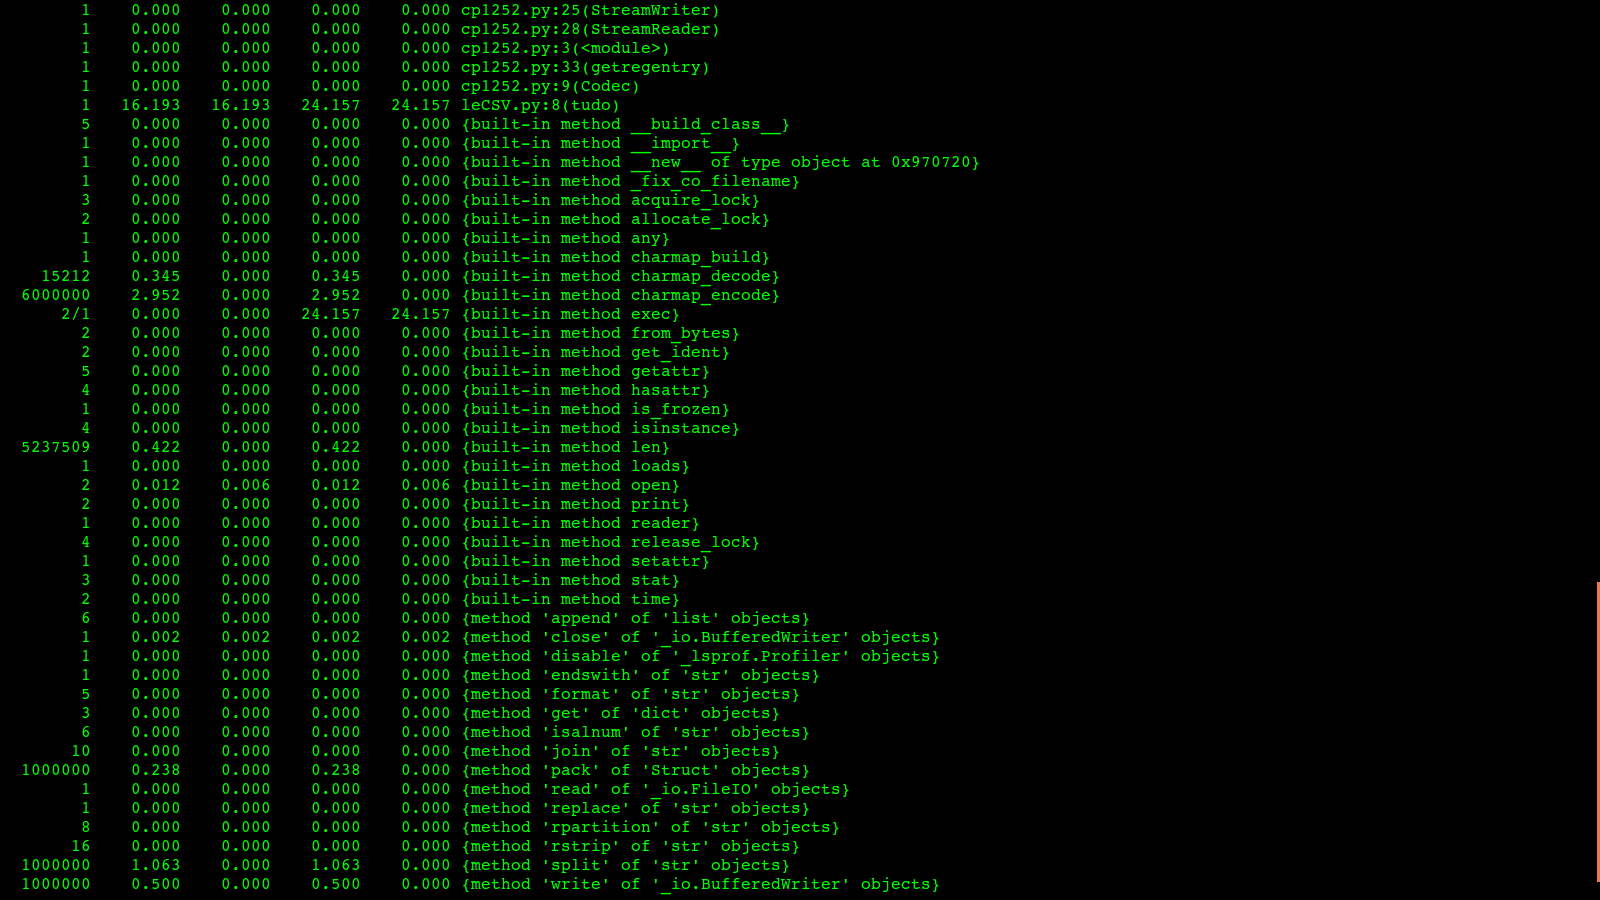 1 0.000 0.000 0.000 0.000 cp1252.py:25(StreamWriter)
1 0.000 0.000 0.000 0.000 cp1252.py:28(StreamReader)
1 0.000 0.000 0.000 0.000 cp1252.py:3(<module>)
1 0.000 0.000 0.000 0.000 cp1252.py:33(getregentry)
1 0.000 0.000 0.000 0.000 cp1252.py:9(Codec)
1 16.193 16.193 24.157 24.157 leCSV.py:8(tudo)
5 0.000 0.000 0.000 0.000 {built-in method __build_class__}
1 0.000 0.000 0.000 0.000 {built-in method __import__}
1 0.000 0.000 0.000 0.000 {built-in method __new__ of type object at 0x970720}
1 0.000 0.000 0.000 0.000 {built-in method _fix_co_filename}
3 0.000 0.000 0.000 0.000 {built-in method acquire_lock}
2 0.000 0.000 0.000 0.000 {built-in method allocate_lock}
1 0.000 0.000 0.000 0.000 {built-in method any}
1 0.000 0.000 0.000 0.000 {built-in method charmap_build}
15212 0.345 0.000 0.345 0.000 {built-in method charmap_decode}
6000000 2.952 0.000 2.952 0.000 {built-in method charmap_encode}
2/1 0.000 0.000 24.157 24.157 {built-in method exec}
2 0.000 0.000 0.000 0.000 {built-in method from_bytes}
2 0.000 0.000 0.000 0.000 {built-in method get_ident}
5 0.000 0.000 0.000 0.000 {built-in method getattr}
4 0.000 0.000 0.000 0.000 {built-in method hasattr}
1 0.000 0.000 0.000 0.000 {built-in method is_frozen}
4 0.000 0.000 0.000 0.000 {built-in method isinstance}
5237509 0.422 0.000 0.422 0.000 {built-in method len}
1 0.000 0.000 0.000 0.000 {built-in method loads}
2 0.012 0.006 0.012 0.006 {built-in method open}
2 0.000 0.000 0.000 0.000 {built-in method print}
1 0.000 0.000 0.000 0.000 {built-in method reader}
4 0.000 0.000 0.000 0.000 {built-in method release_lock}
1 0.000 0.000 0.000 0.000 {built-in method setattr}
3 0.000 0.000 0.000 0.000 {built-in method stat}
2 0.000 0.000 0.000 0.000 {built-in method time}
6 0.000 0.000 0.000 0.000 {method 'append' of 'list' objects}
1 0.002 0.002 0.002 0.002 {method 'close' of '_io.BufferedWriter' objects}
1 0.000 0.000 0.000 0.000 {method 'disable' of '_lsprof.Profiler' objects}
1 0.000 0.000 0.000 0.000 {method 'endswith' of 'str' objects}
5 0.000 0.000 0.000 0.000 {method 'format' of 'str' objects}
3 0.000 0.000 0.000 0.000 {method 'get' of 'dict' objects}
6 0.000 0.000 0.000 0.000 {method 'isalnum' of 'str' objects}
10 0.000 0.000 0.000 0.000 {method 'join' of 'str' objects}
1000000 0.238 0.000 0.238 0.000 {method 'pack' of 'Struct' objects}
1 0.000 0.000 0.000 0.000 {method 'read' of '_io.FileIO' objects}
1 0.000 0.000 0.000 0.000 {method 'replace' of 'str' objects}
8 0.000 0.000 0.000 0.000 {method 'rpartition' of 'str' objects}
16 0.000 0.000 0.000 0.000 {method 'rstrip' of 'str' objects}
1000000 1.063 0.000 1.063 0.000 {method 'split' of 'str' objects}
1000000 0.500 0.000 0.500 0.000 {method 'write' of '_io.BufferedWriter' objects}